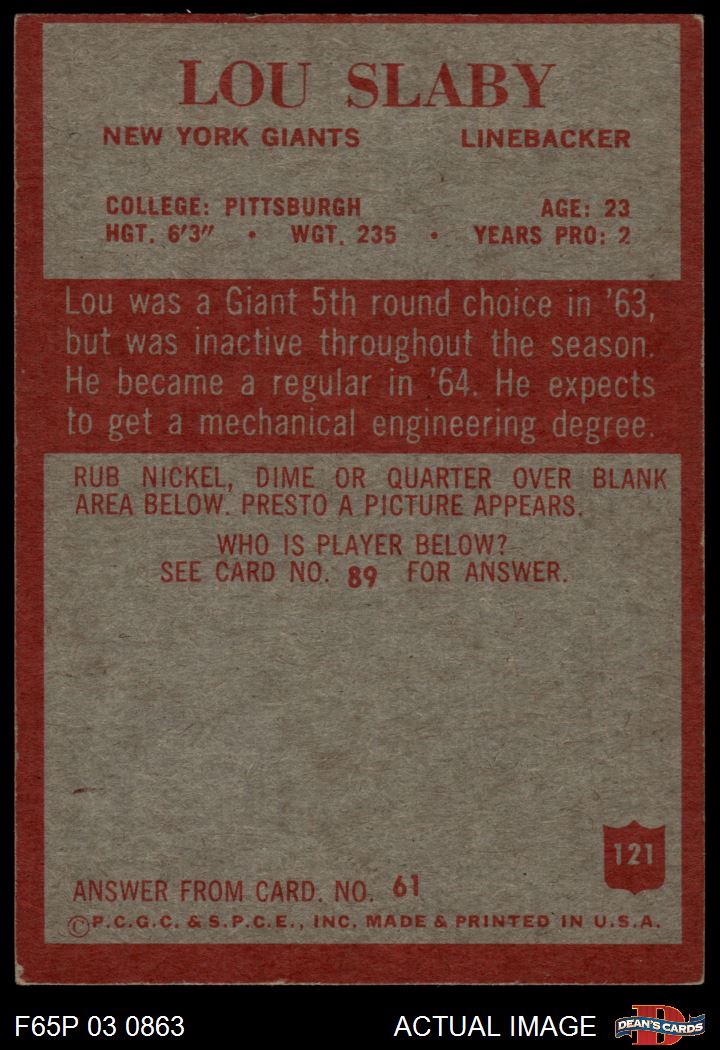 LOU SLABY
NEW YORK GIANTS LINEBACKER
COLLEGE: PITTSBURGH AGE: 23
HGT. 6'3" • WGT. 235 • YEARS PRO: 2
Lou was a Giant 5th round choice in '63,
but was inactive throughout the season.
He became a regular in '64. He expects
to get a mechanical engineering degree.
RUB NICKEL, DIME OR QUARTER OVER BLANK
AREA BELOW. PRESTO A PICTURE APPEARS.
WHO IS PLAYER BELOW?
SEE CARD NO. 89 FOR ANSWER.
121
ANSWER FROM CARD. NO. 61
©P.C.G.C. & S.P.C.E., INC. MADE & PRINTED IN U.S.A.
F65P 03 0863 ACTUAL IMAGE D DEAN'S CARDS